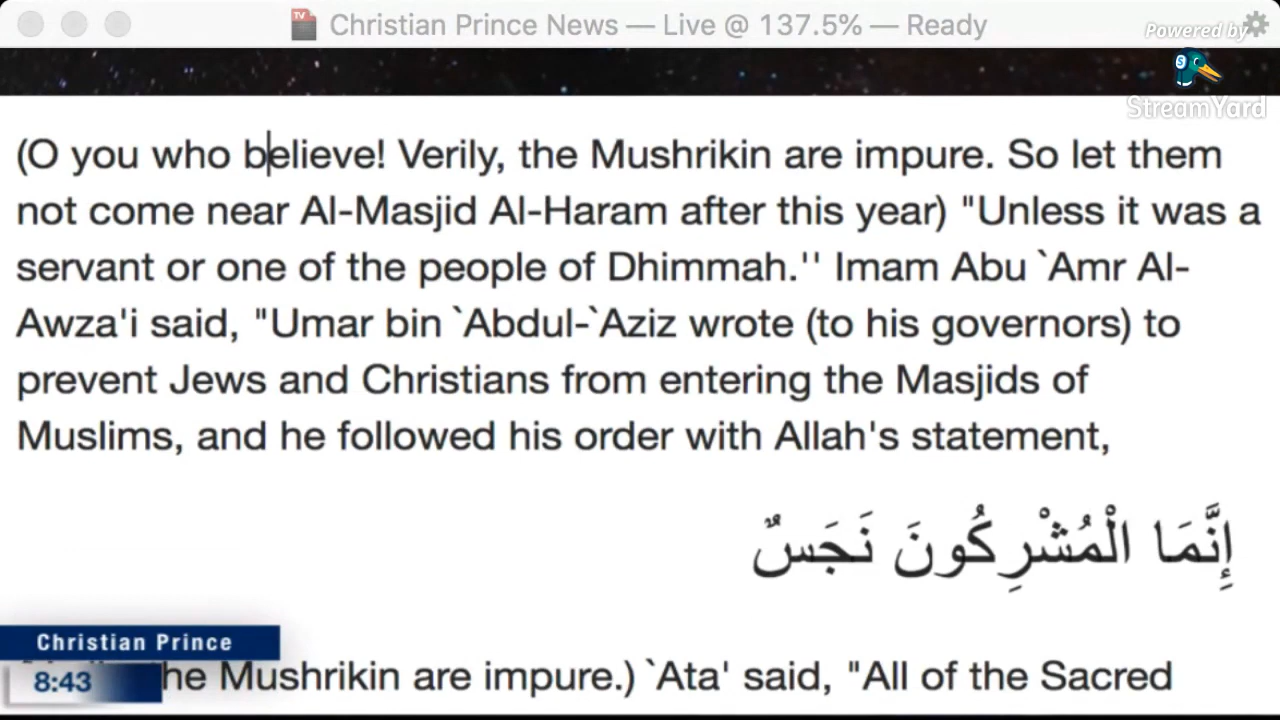 Christian Prince News — Live @ 137.5% — Ready
Powered by
StreamYard
(O you who believe! Verily, the Mushrikin are impure. So let them
not come near Al-Masjid Al-Haram after this year) "Unless it was a
servant or one of the people of Dhimmah.'' Imam Abu `Amr Al-
Awza'i said, "Umar bin `Abdul-`Aziz wrote (to his governors) to
prevent Jews and Christians from entering the Masjids of
Muslims, and he followed his order with Allah's statement,
إِنَّمَا الْمُشْرِكُونَ نَجَسٌ
Christian Prince
he Mushrikin are impure.) `Ata' said, "All of the Sacred
8:43